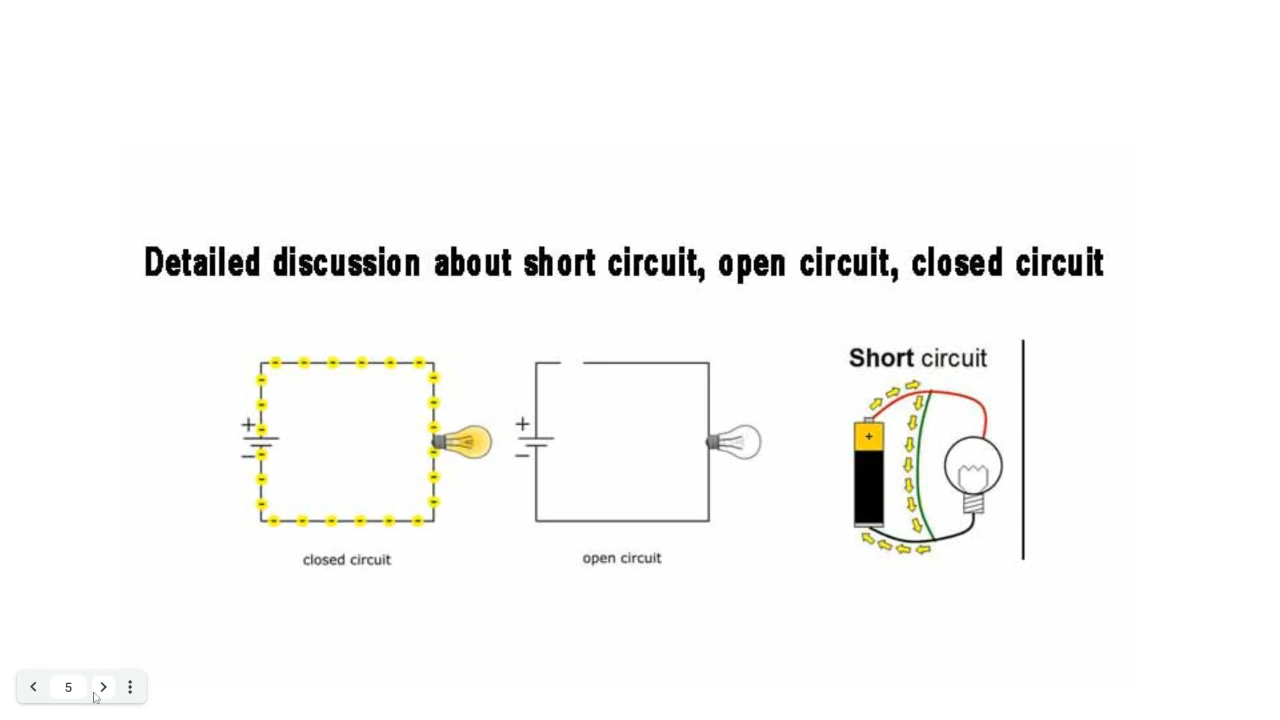 Detailed discussion about short circuit, open circuit, closed circuit
Short circuit
+
−
+
−
+
closed circuit
open circuit
5